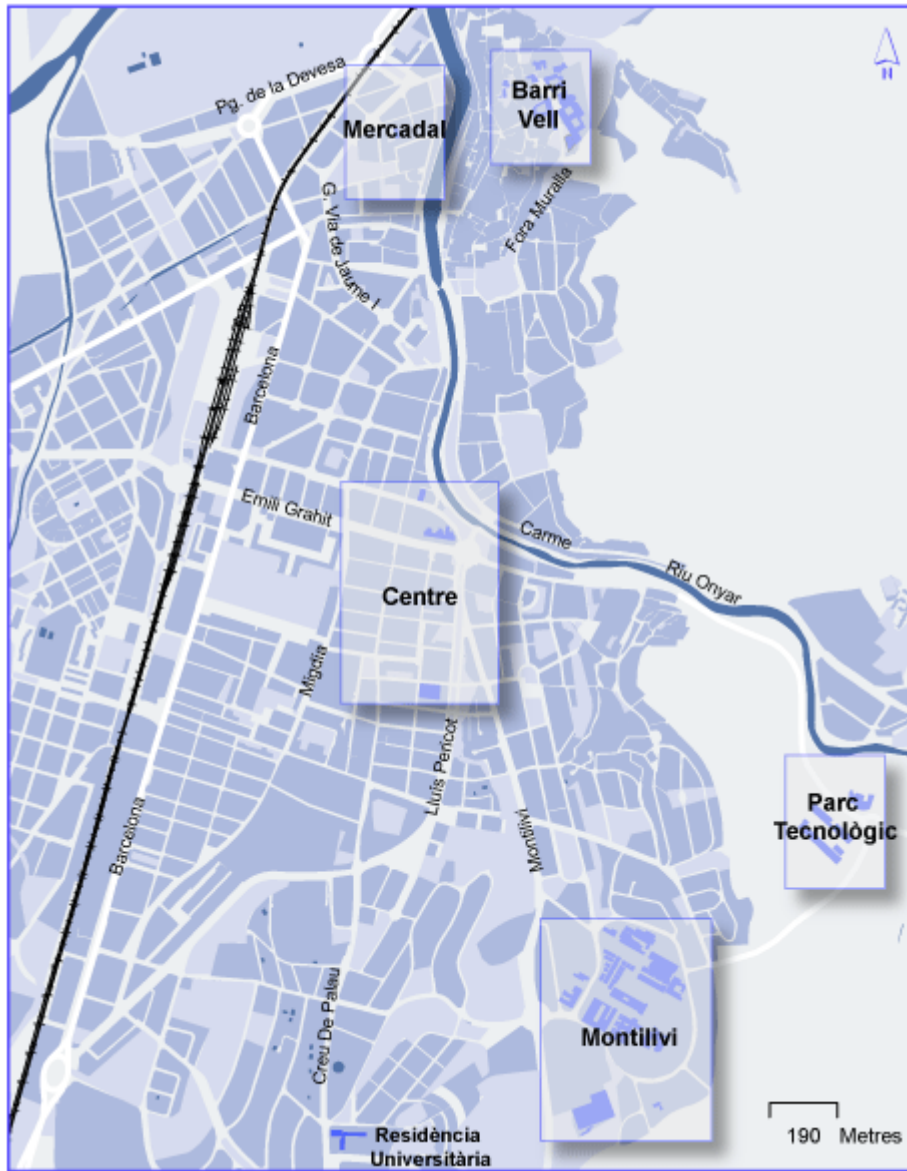 N
Pg. de la Devesa
Mercadal
Barri
Vell
Fora Muralla
G. Via de Jaume I
Barcelona
Emili Grahit
Carme
Riu Onyar
Centre
Migdia
Lluís Pericot
Montilivi
Barcelona
Parc
Tecnològic
Creu De Palau
Montilivi
Residència
Universitària
190 Metres